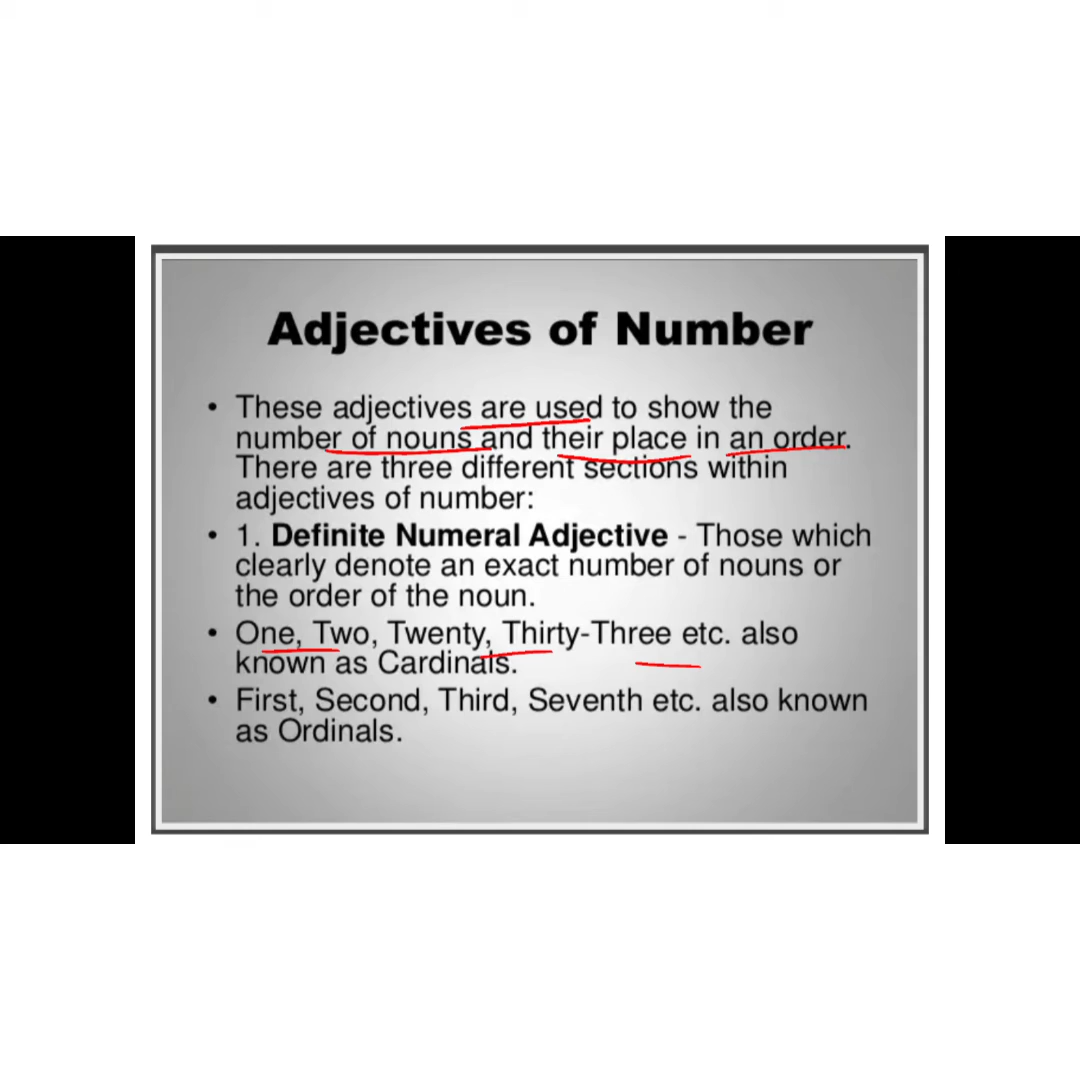 Adjectives of Number
• These adjectives are used to show the
number of nouns and their place in an order.
There are three different sections within
adjectives of number:
• 1. Definite Numeral Adjective - Those which
clearly denote an exact number of nouns or
the order of the noun.
• One, Two, Twenty, Thirty-Three etc. also
known as Cardinals.
• First, Second, Third, Seventh etc. also known
as Ordinals.